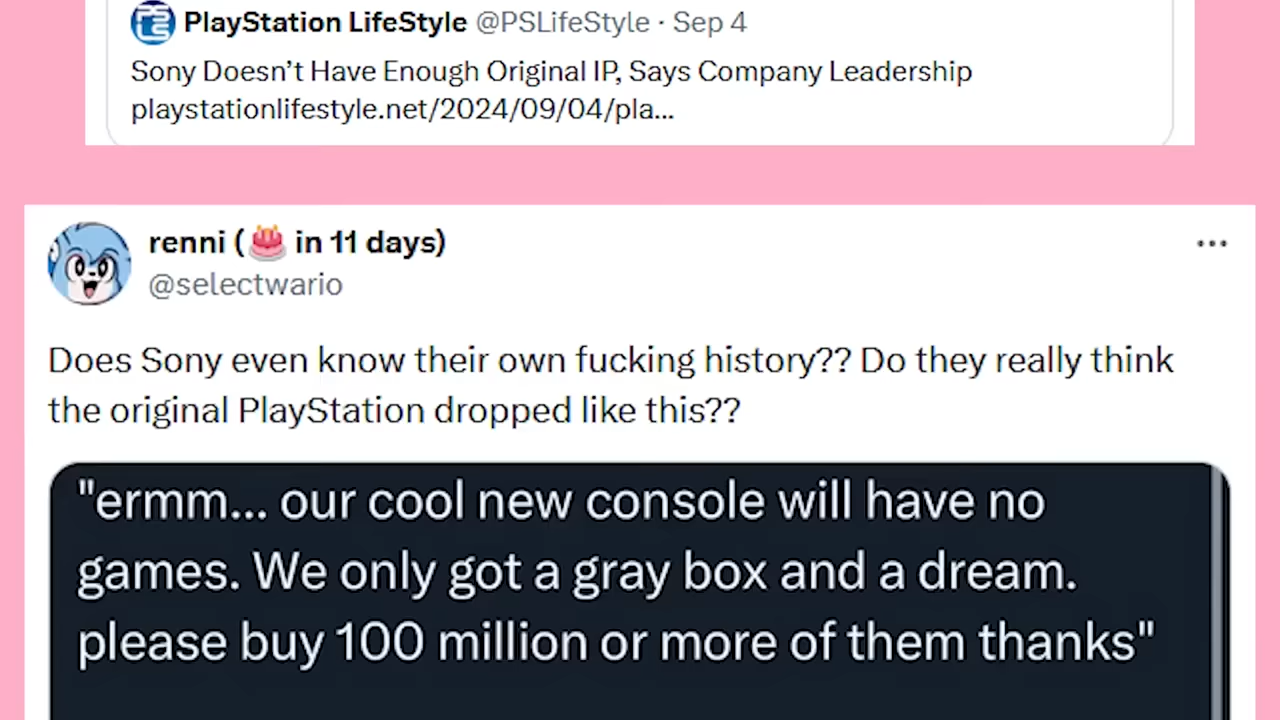 PlayStation LifeStyle @PSLifeStyle · Sep 4
Sony Doesn’t Have Enough Original IP, Says Company Leadership
playstationlifestyle.net/2024/09/04/pla...
renni (🎂 in 11 days)
@selectwario
Does Sony even know their own fucking history?? Do they really think
the original PlayStation dropped like this??
"ermm... our cool new console will have no
games. We only got a gray box and a dream.
please buy 100 million or more of them thanks"